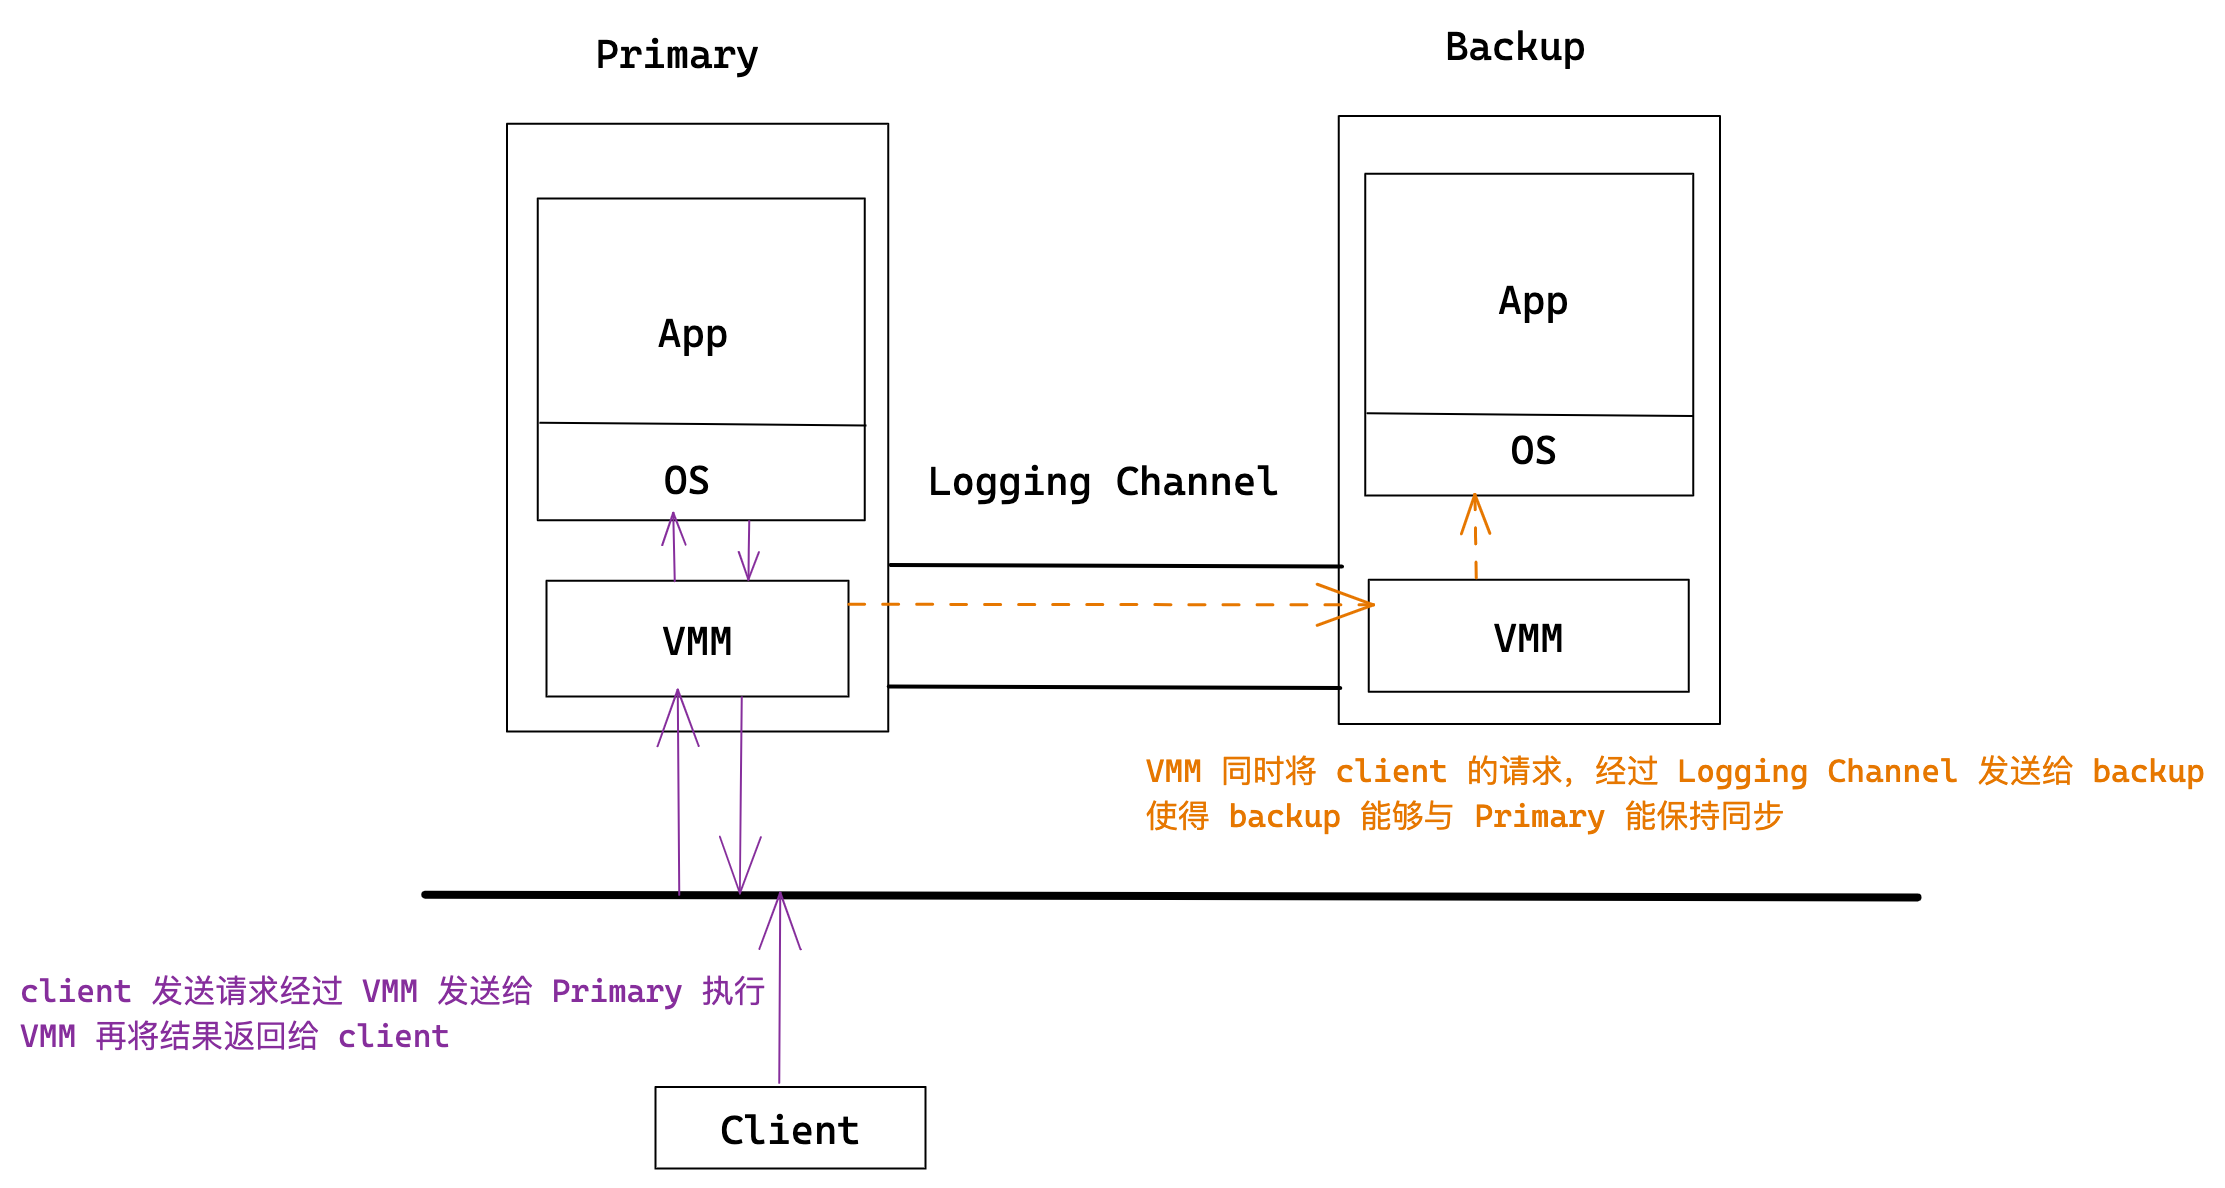 Primary
Backup
App
App
OS
OS
Logging Channel
VMM
VMM
VMM 同时将 client 的请求, 经过 Logging Channel 发送给 backup
使得 backup 能够与 Primary 能保持同步
client 发送请求经过 VMM 发送给 Primary 执行
VMM 再将结果返回给 client
Client